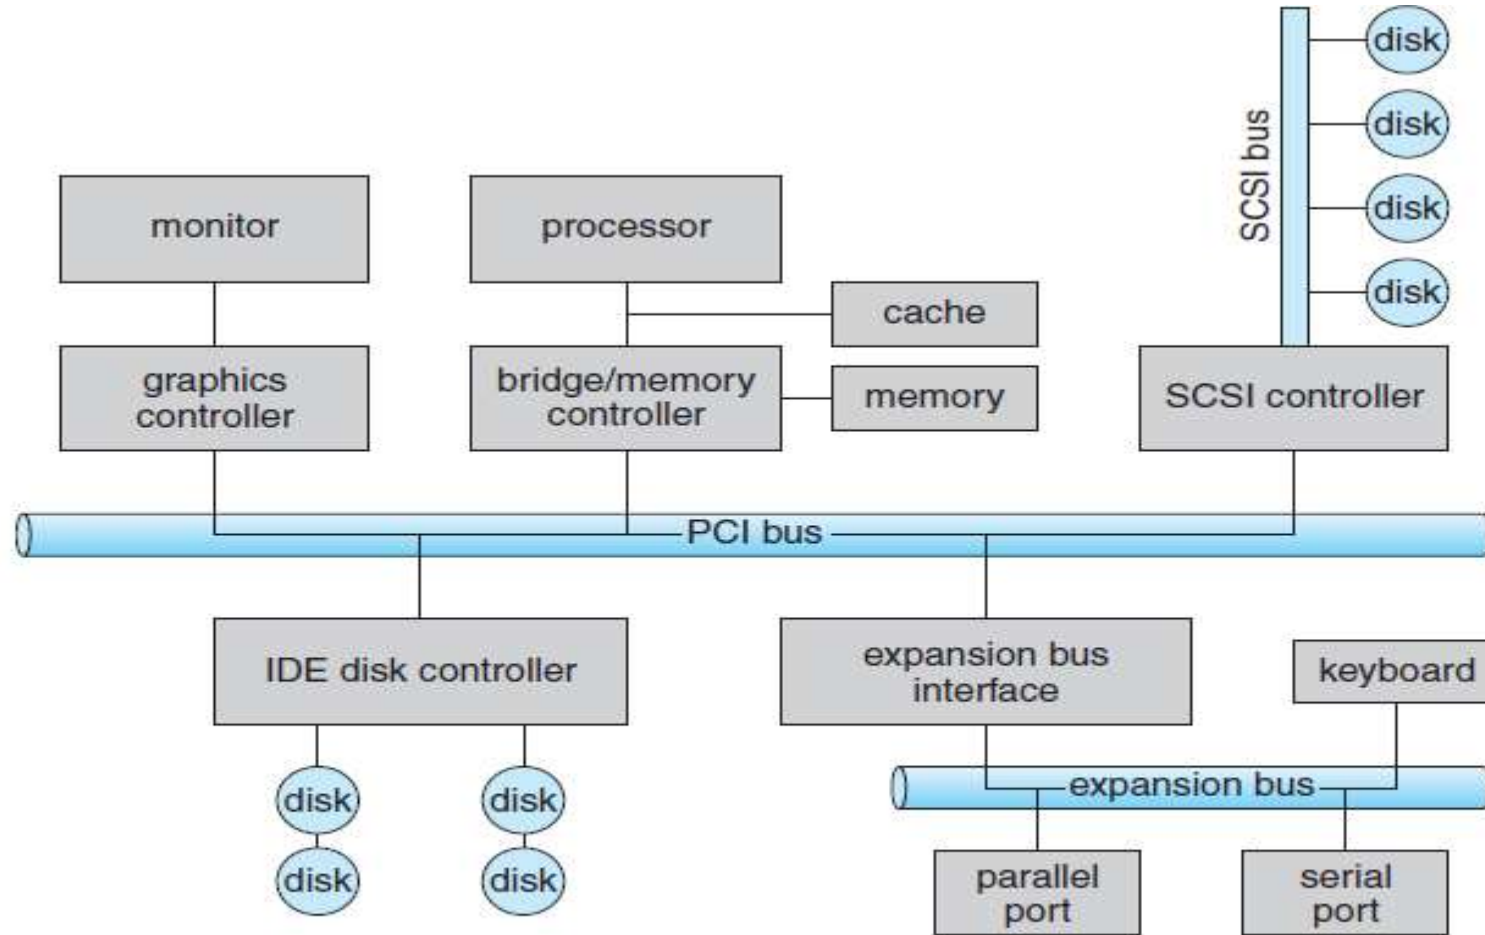 disk
disk
SCSI bus
disk
disk
monitor
processor
cache
graphics
controller
bridge/memory
controller
memory
SCSI controller
PCI bus
IDE disk controller
expansion bus
interface
keyboard
disk
disk
expansion bus
disk
disk
parallel
port
serial
port